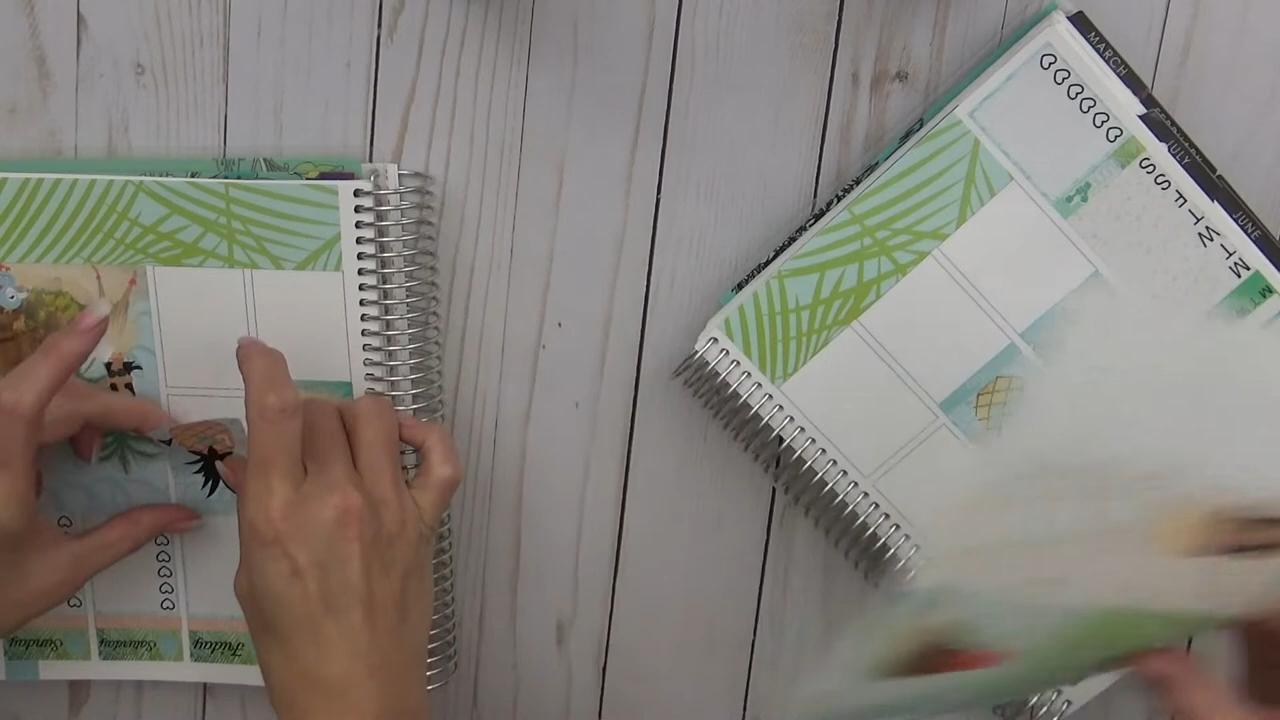 MARCH
JULY
JUNE
S
S
F
T
W
T
M
M T
Sunday
Saturday
Friday